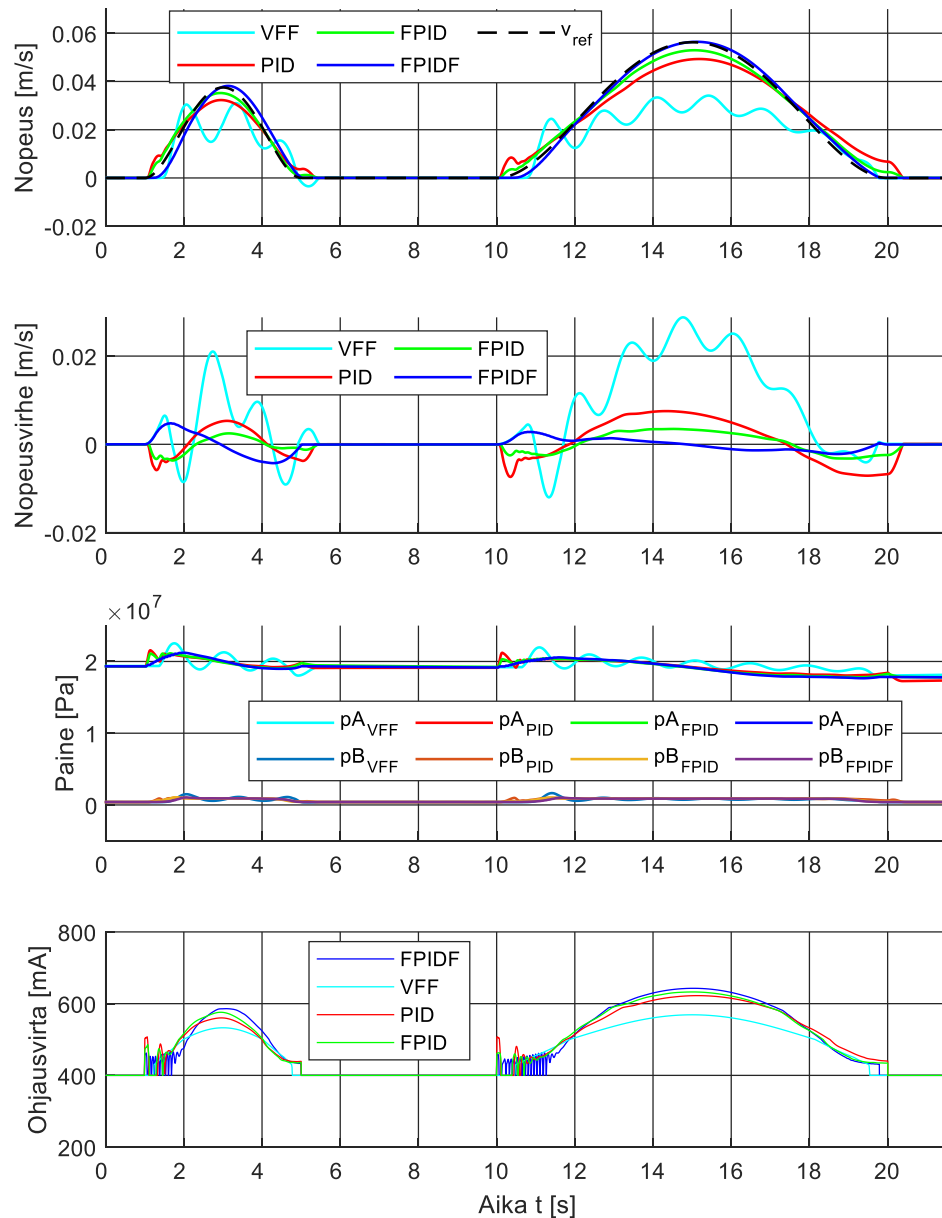 Nopeus [m/s]
0.06
0.04
0.02
0
-0.02
VFF FPID v_ref
PID FPIDF
0 2 4 6 8 10 12 14 16 18 20
Nopeusvirhe [m/s]
0.02
0
-0.02
VFF FPID
PID FPIDF
0 2 4 6 8 10 12 14 16 18 20
Paine [Pa]
×10^7
2
1
0
pA_VFF pA_PID pA_FPID pA_FPIDF
pB_VFF pB_PID pB_FPID pB_FPIDF
0 2 4 6 8 10 12 14 16 18 20
Ohjausvirta [mA]
800
600
400
200
FPIDF
VFF
PID
FPID
0 2 4 6 8 10 12 14 16 18 20
Aika t [s]